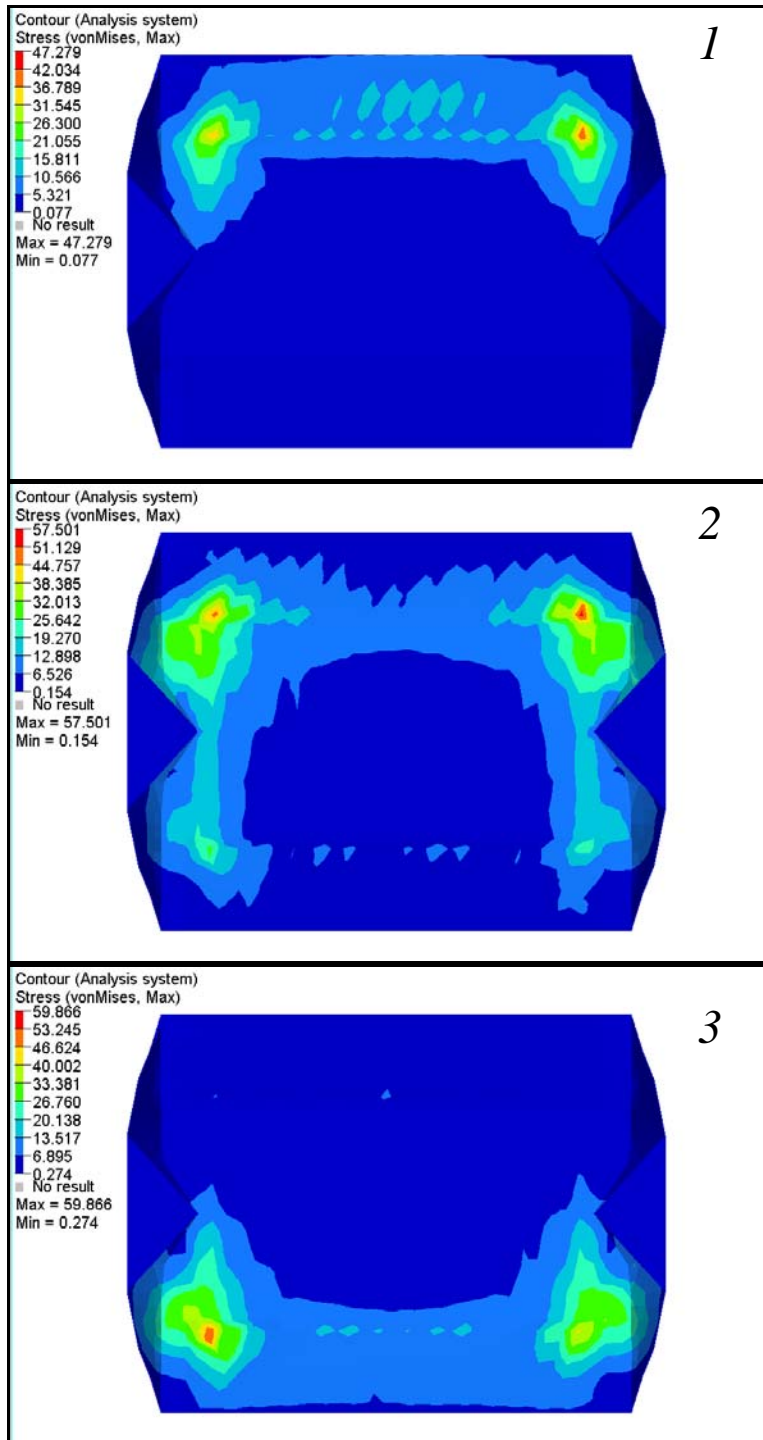 Contour (Analysis system)
Stress (vonMises, Max)
47.279
42.034
36.789
31.545
26.300
21.055
15.811
10.566
5.321
0.077
No result
Max = 47.279
Min = 0.077
1
Contour (Analysis system)
Stress (vonMises, Max)
57.501
51.129
44.757
38.385
32.013
25.642
19.270
12.898
6.526
0.154
No result
Max = 57.501
Min = 0.154
2
Contour (Analysis system)
Stress (vonMises, Max)
59.866
53.245
46.624
40.002
33.381
26.760
20.138
13.517
6.895
0.274
No result
Max = 59.866
Min = 0.274
3